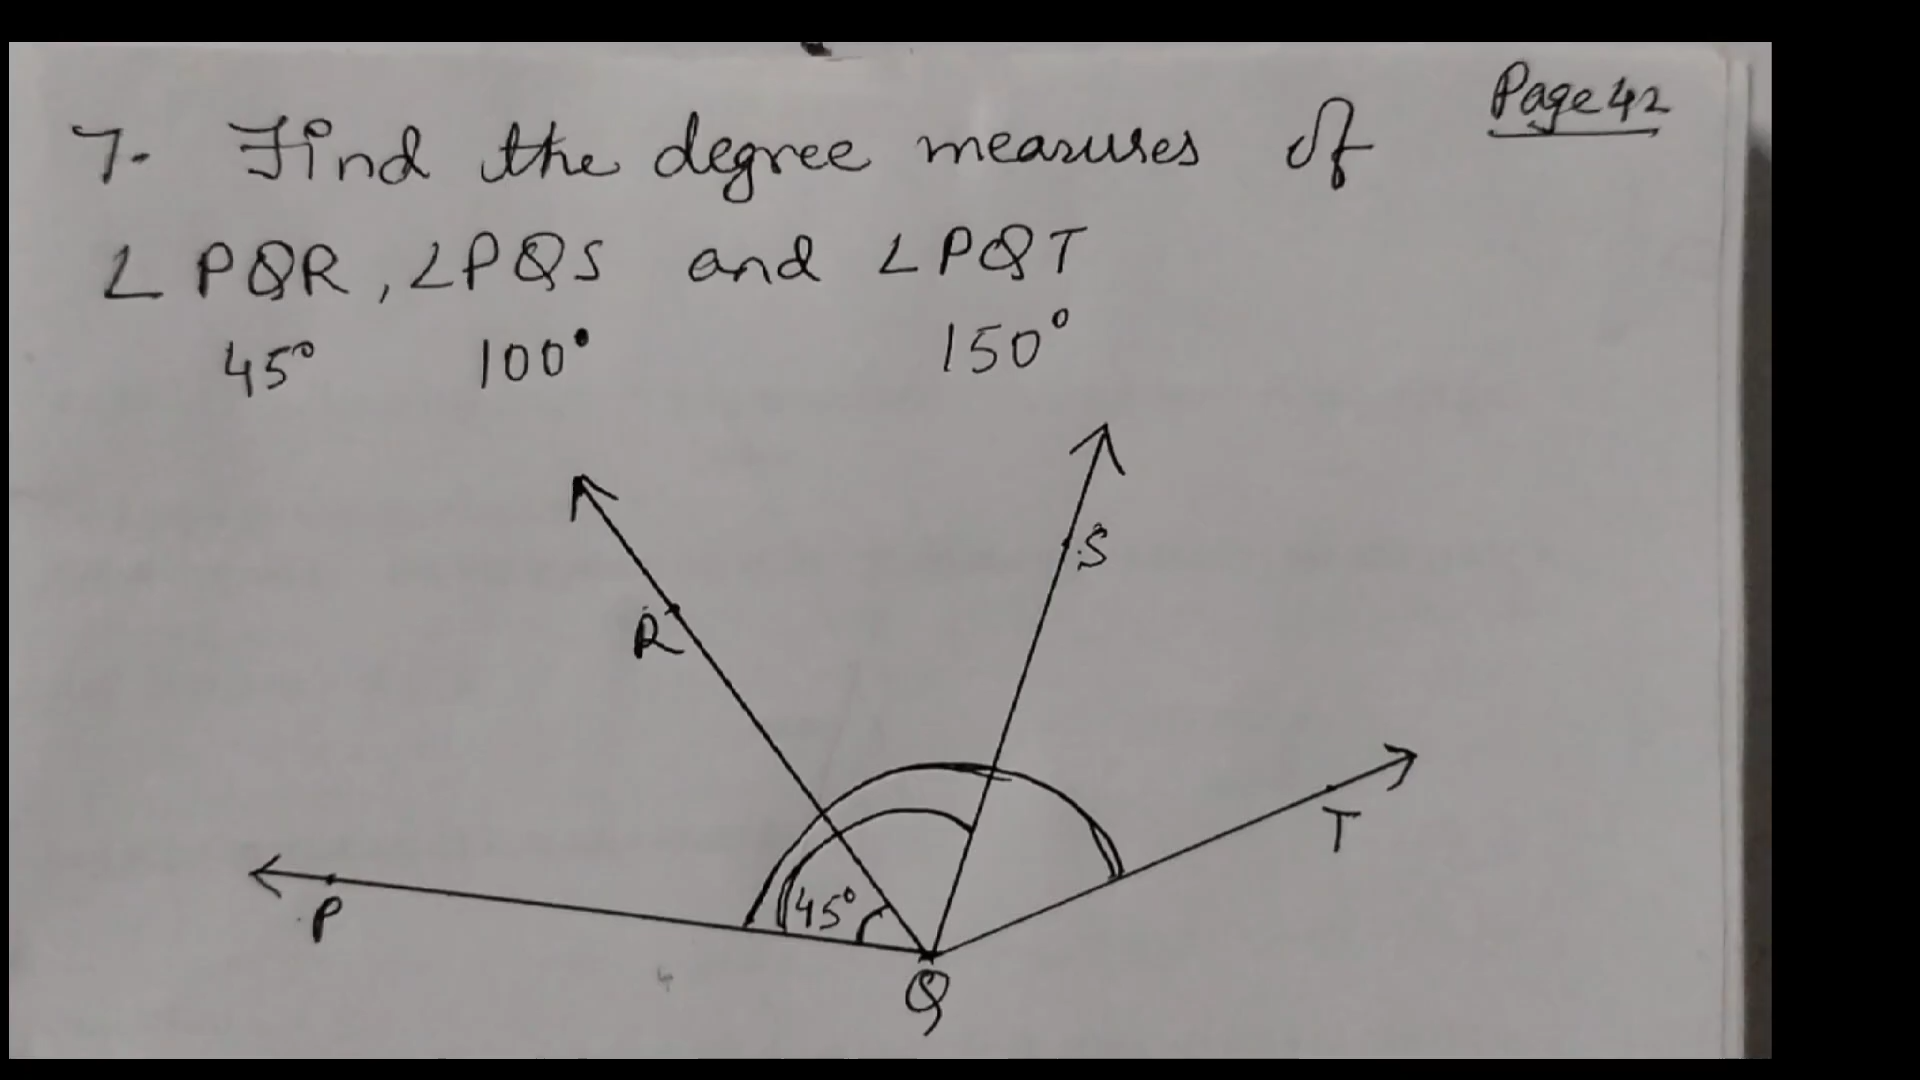 Page 42
7. Find the degree measures of
∠PQR, ∠PQS and ∠PQT
45° 100° 150°
S
R
T
P
45°
Q